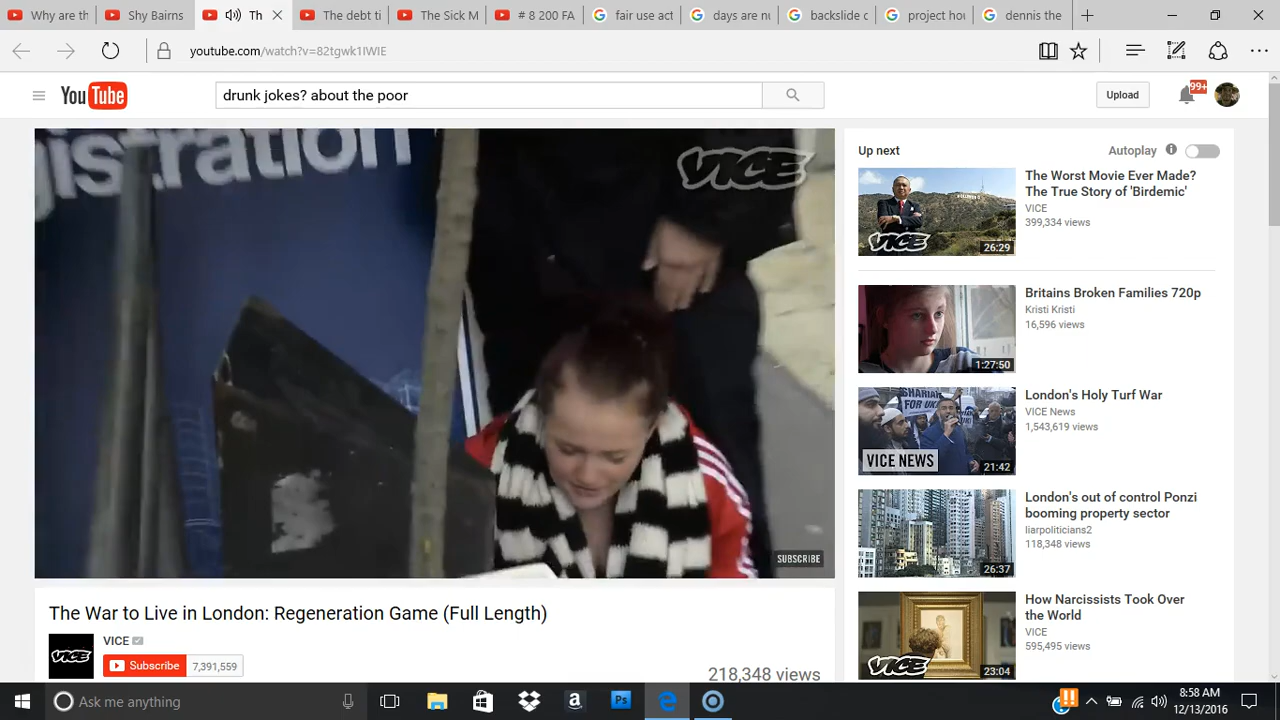 Why are th
Shy Bairns
Th
The debt ti
The Sick M
# 8 200 FA
fair use act
days are nu
backslide c
project hou
dennis the
youtube.com/watch?v=82tgwk1IWIE
YouTube
drunk jokes? about the poor
Upload
99+
gistration
VICE
SUBSCRIBE
The War to Live in London: Regeneration Game (Full Length)
VICE
VICE
Subscribe
7,391,559
218,348 views
Up next
Autoplay
The Worst Movie Ever Made?
The True Story of 'Birdemic'
VICE
399,334 views
VICE
26:29
Britains Broken Families 720p
Kristi Kristi
16,596 views
1:27:50
London's Holy Turf War
VICE News
1,543,619 views
SHARIAH
FOR UK
VICE NEWS
21:42
London's out of control Ponzi
booming property sector
liarpoliticians2
118,348 views
26:37
How Narcissists Took Over
the World
VICE
595,495 views
VICE
23:04
Ask me anything
a
Ps
8:58 AM
12/13/2016